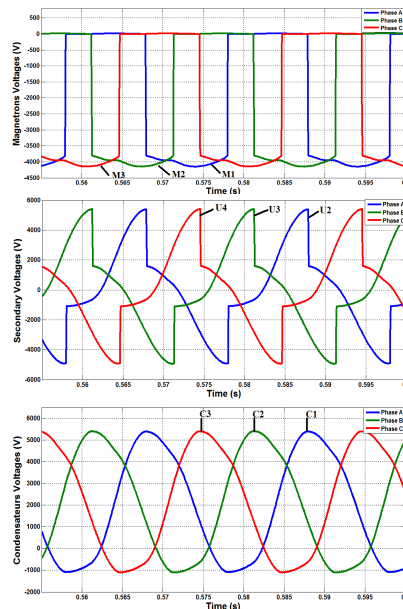 Phase A
Phase B
Phase C
Magnetrons Voltages (V)
500
0
-500
-1000
-1500
-2000
-2500
-3000
-3500
-4000
-4500
M3
M2
M1
0.56
0.565
0.57
0.575
0.58
0.585
0.59
0.595
Time (s)
Phase A
Phase B
Phase C
Secondary Voltages (V)
6000
4000
2000
0
-2000
-4000
-6000
U4
U3
U2
0.56
0.565
0.57
0.575
0.58
0.585
0.59
0.595
Time (s)
Phase A
Phase B
Phase C
Condensateurs Voltages (V)
6000
5000
4000
3000
2000
1000
0
-1000
-2000
C3
C2
C1
0.56
0.565
0.57
0.575
0.58
0.585
0.59
0.595
Time (s)